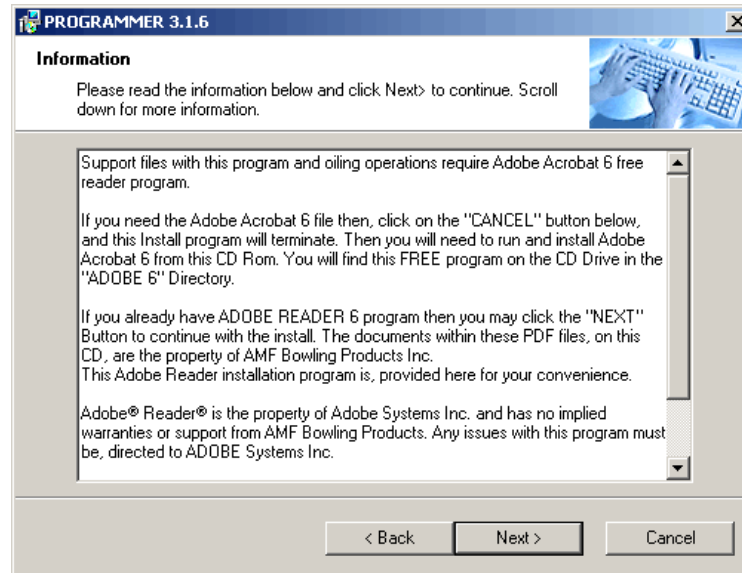 PROGRAMMER 3.1.6
Information
Please read the information below and click Next> to continue. Scroll
down for more information.
Support files with this program and oiling operations require Adobe Acrobat 6 free
reader program.
If you need the Adobe Acrobat 6 file then, click on the "CANCEL" button below,
and this Install program will terminate. Then you will need to run and install Adobe
Acrobat 6 from this CD Rom. You will find this FREE program on the CD Drive in the
"ADOBE 6" Directory.
If you already have ADOBE READER 6 program then you may click the "NEXT"
Button to continue with the install. The documents within these PDF files, on this
CD, are the property of AMF Bowling Products Inc.
This Adobe Reader installation program is, provided here for your convenience.
Adobe® Reader® is the property of Adobe Systems Inc. and has no implied
warranties or support from AMF Bowling Products. Any issues with this program must
be, directed to ADOBE Systems Inc.
< Back Next > Cancel